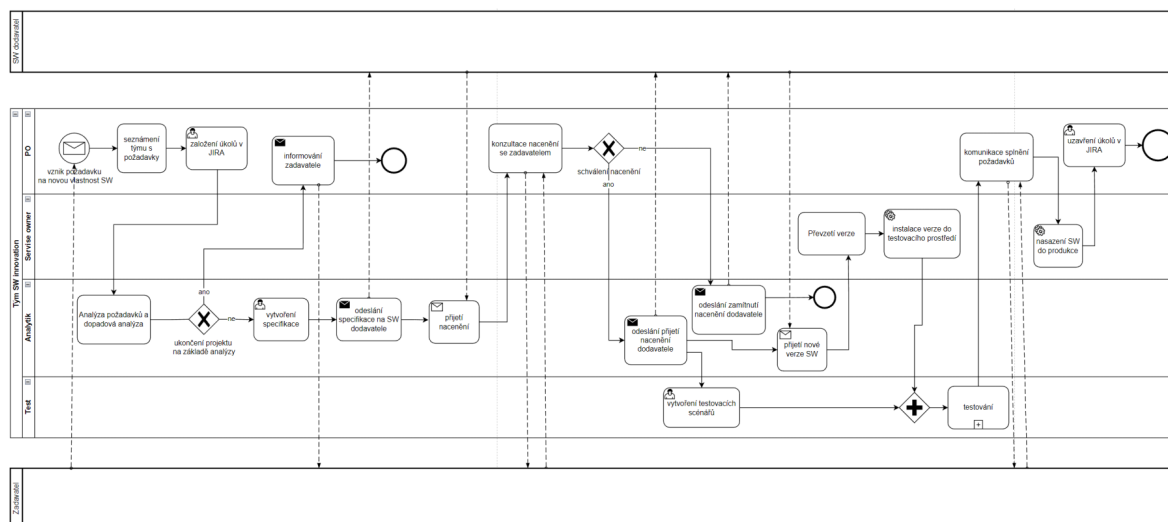 SW dodavatel
Tym SW innovation
PO
vznik požadavku
na novou vlastnost SW
seznámení
týmu s
požadavky
založení úkolů v
JIRA
informování
zadavatele
konzultace nacenění
se zadavatelem
schválení nacenění
ne
ano
komunikace splnění
požadavků
uzavření úkolů v
JIRA
Servise owner
Převzetí verze
instalace verze do
testovacího prostředí
nasazení SW
do produkce
Analytik
Analýza požadavků a
dopadová analýza
ano
ne
ukončení projektu
na základě analýzy
vytvoření
specifikace
odeslání
specifikace na SW
dodavatele
přijetí
nacenění
odeslání přijetí
nacenění
dodavatele
odeslání zamítnutí
nacenění dodavatele
přijetí nové
verze SW
Test
vytvoření testovacích
scénářů
testování
Zadavatel